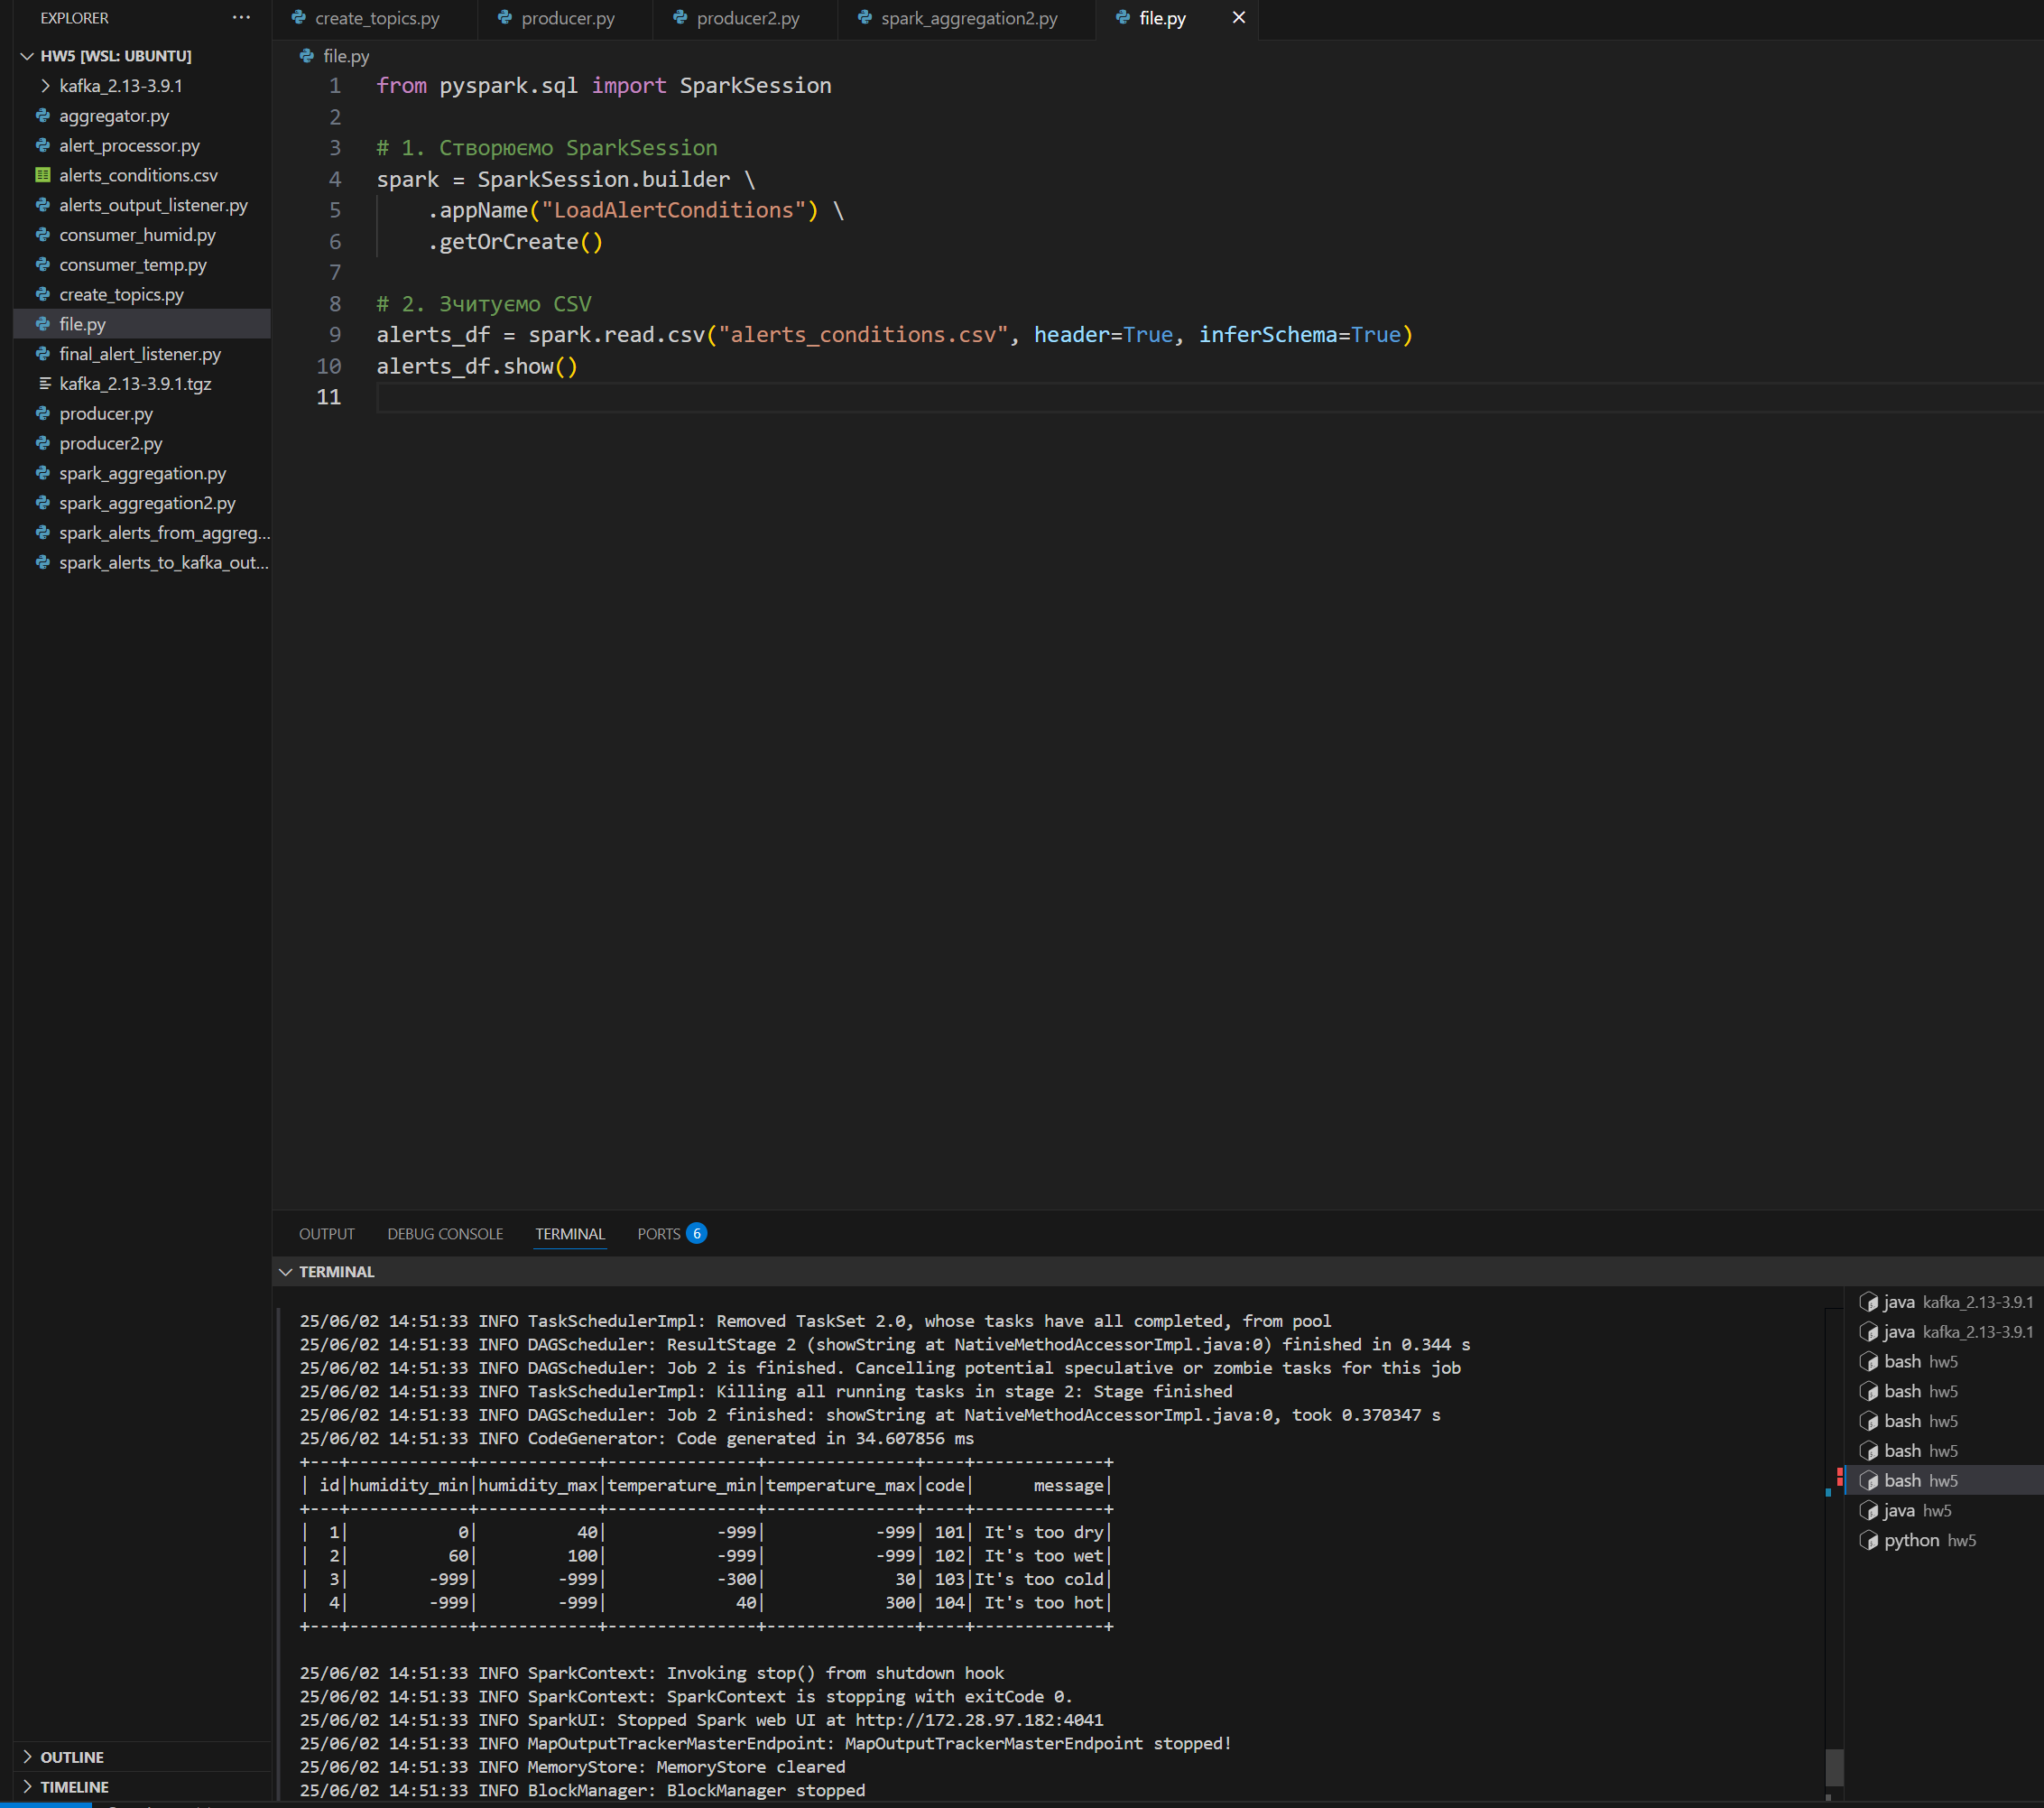 EXPLORER
···
HW5 [WSL: UBUNTU]
kafka_2.13-3.9.1
aggregator.py
alert_processor.py
alerts_conditions.csv
alerts_output_listener.py
consumer_humid.py
consumer_temp.py
create_topics.py
file.py
final_alert_listener.py
kafka_2.13-3.9.1.tgz
producer.py
producer2.py
spark_aggregation.py
spark_aggregation2.py
spark_alerts_from_aggreg...
spark_alerts_to_kafka_out...
OUTLINE
TIMELINE
create_topics.py producer.py producer2.py spark_aggregation2.py file.py
file.py
1 from pyspark.sql import SparkSession
2
3 # 1. Створюємо SparkSession
4 spark = SparkSession.builder \
5     .appName("LoadAlertConditions") \
6     .getOrCreate()
7
8 # 2. Зчитуємо CSV
9 alerts_df = spark.read.csv("alerts_conditions.csv", header=True, inferSchema=True)
10 alerts_df.show()
11
OUTPUT DEBUG CONSOLE TERMINAL PORTS 6
TERMINAL
25/06/02 14:51:33 INFO TaskSchedulerImpl: Removed TaskSet 2.0, whose tasks have all completed, from pool
25/06/02 14:51:33 INFO DAGScheduler: ResultStage 2 (showString at NativeMethodAccessorImpl.java:0) finished in 0.344 s
25/06/02 14:51:33 INFO DAGScheduler: Job 2 is finished. Cancelling potential speculative or zombie tasks for this job
25/06/02 14:51:33 INFO TaskSchedulerImpl: Killing all running tasks in stage 2: Stage finished
25/06/02 14:51:33 INFO DAGScheduler: Job 2 finished: showString at NativeMethodAccessorImpl.java:0, took 0.370347 s
25/06/02 14:51:33 INFO CodeGenerator: Code generated in 34.607856 ms
+---+------------+------------+---------------+---------------+----+-------------+
| id|humidity_min|humidity_max|temperature_min|temperature_max|code|      message|
+---+------------+------------+---------------+---------------+----+-------------+
|  1|           0|          40|           -999|           -999| 101| It's too dry|
|  2|          60|         100|           -999|           -999| 102| It's too wet|
|  3|        -999|        -999|           -300|             30| 103|It's too cold|
|  4|        -999|        -999|             40|            300| 104| It's too hot|
+---+------------+------------+---------------+---------------+----+-------------+
25/06/02 14:51:33 INFO SparkContext: Invoking stop() from shutdown hook
25/06/02 14:51:33 INFO SparkContext: SparkContext is stopping with exitCode 0.
25/06/02 14:51:33 INFO SparkUI: Stopped Spark web UI at http://172.28.97.182:4041
25/06/02 14:51:33 INFO MapOutputTrackerMasterEndpoint: MapOutputTrackerMasterEndpoint stopped!
25/06/02 14:51:33 INFO MemoryStore: MemoryStore cleared
25/06/02 14:51:33 INFO BlockManager: BlockManager stopped
java kafka_2.13-3.9.1
java kafka_2.13-3.9.1
bash hw5
bash hw5
bash hw5
bash hw5
bash hw5
java hw5
python hw5